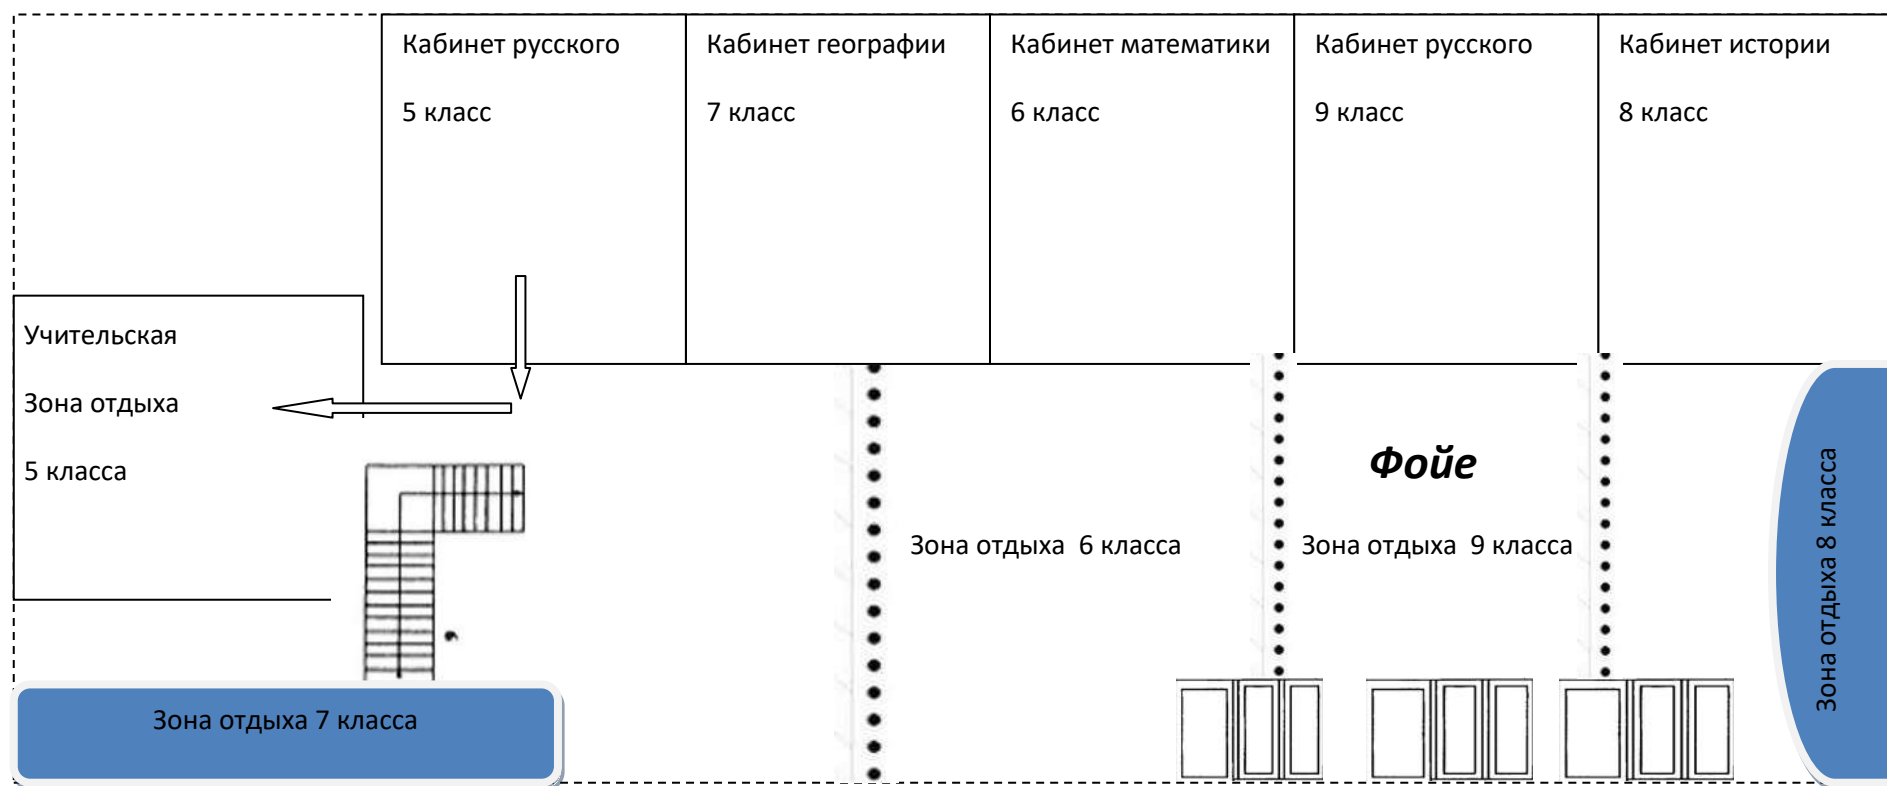 Кабинет русского
5 класс
Кабинет географии
7 класс
Кабинет математики
6 класс
Кабинет русского
9 класс
Кабинет истории
8 класс
Учительская
Зона отдыха
5 класса
Фойе
Зона отдыха 6 класса
Зона отдыха 9 класса
Зона отдыха 8 класса
Зона отдыха 7 класса